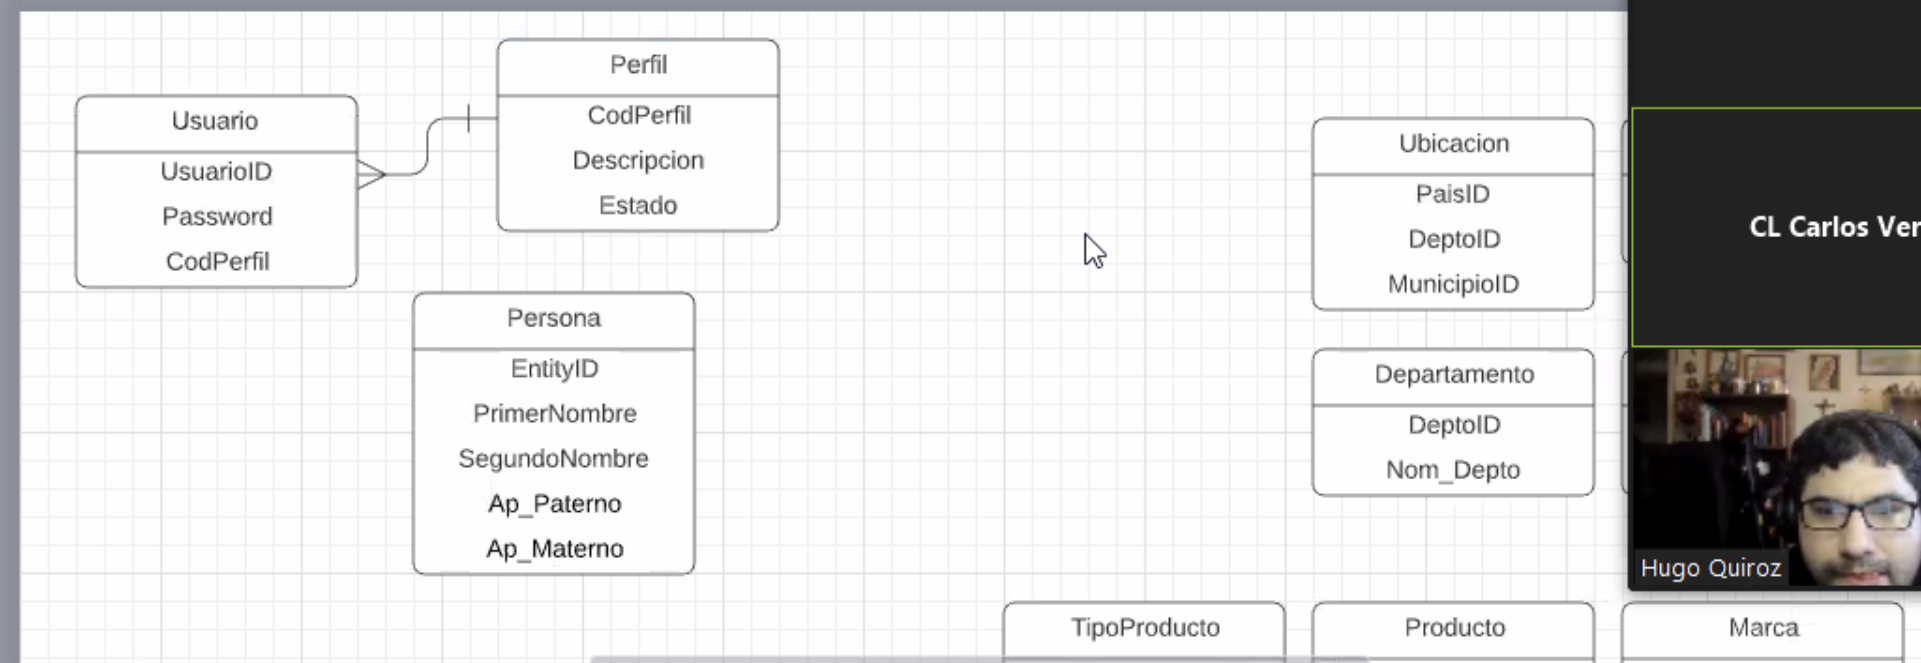 Perfil
CodPerfil
Descripcion
Estado
Usuario
UsuarioID
Password
CodPerfil
Persona
EntityID
PrimerNombre
SegundoNombre
Ap_Paterno
Ap_Materno
Ubicacion
PaisID
DeptoID
MunicipioID
Departamento
DeptoID
Nom_Depto
TipoProducto
Producto
Marca
CL Carlos Ver
Hugo Quiroz